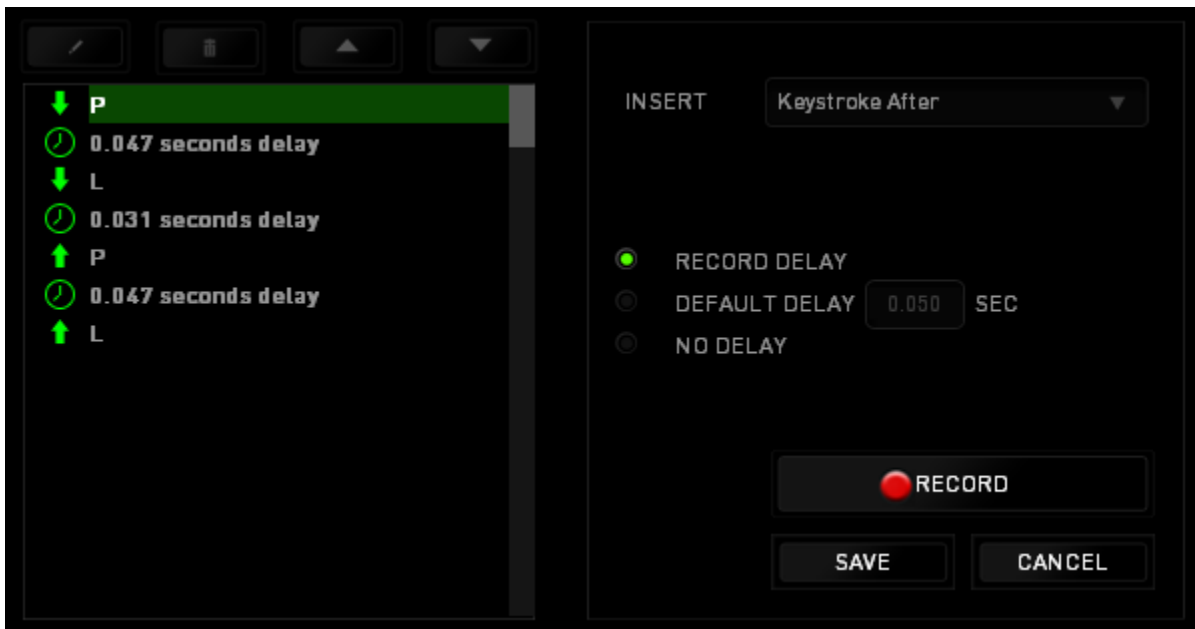 P
0.047 seconds delay
L
0.031 seconds delay
P
0.047 seconds delay
L
INSERT Keystroke After
RECORD DELAY
DEFAULT DELAY 0.050 SEC
NO DELAY
RECORD
SAVE CANCEL